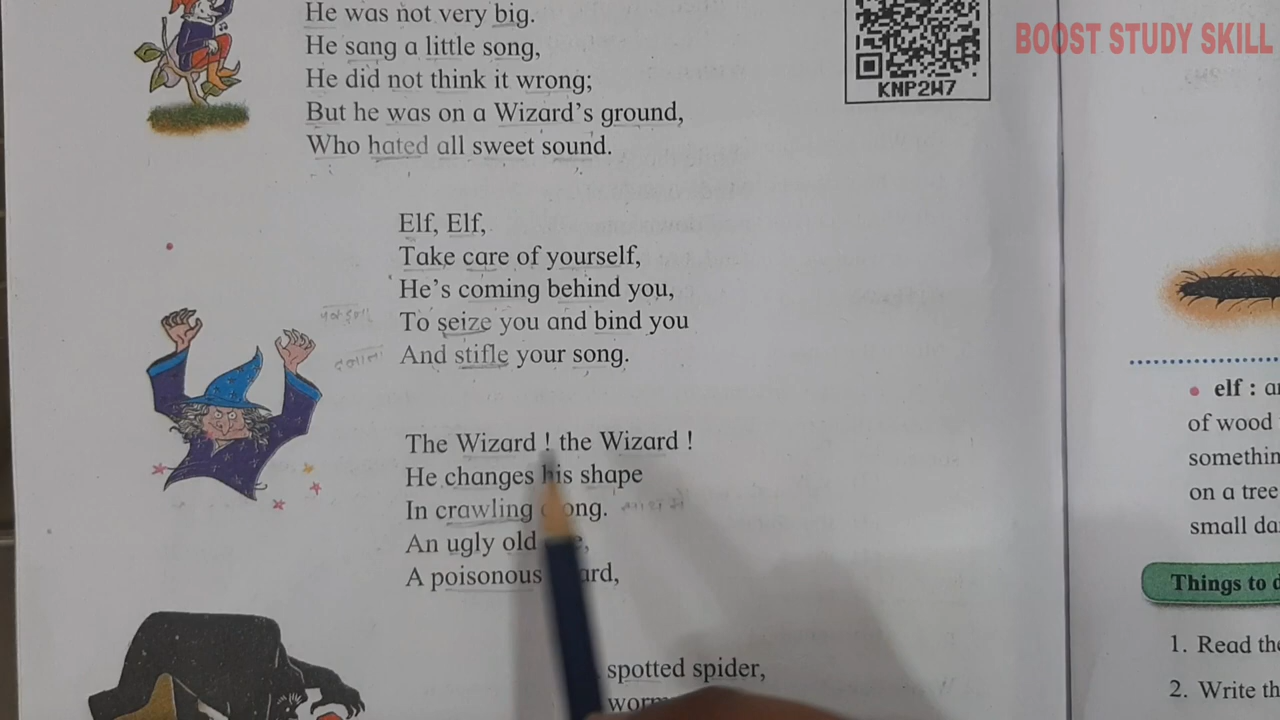 BOOST STUDY SKILL
He was not very big.
He sang a little song,
He did not think it wrong;
But he was on a Wizard's ground,
Who hated all sweet sound.
KNP2W7
Elf, Elf,
Take care of yourself,
He's coming behind you,
To seize you and bind you
And stifle your song.
The Wizard ! the Wizard !
He changes his shape
In crawling
An ugly old
A poisonous
spotted spider,
elf :
of wood
on a tree
small
Things to
1. Read
2. Write